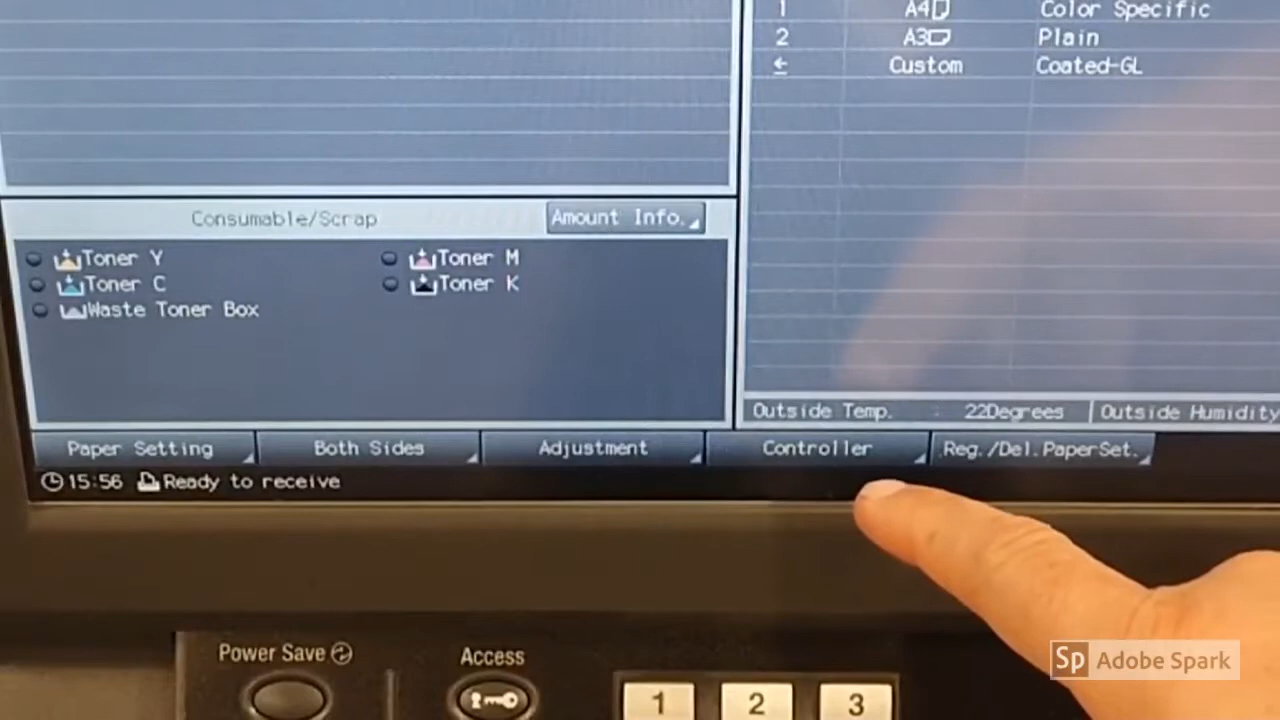 1 A4 Color Specific
2 A3 Plain
Custom Coated-GL
Consumable/Scrap Amount Info.
Toner Y Toner M
Toner C Toner K
Waste Toner Box
Outside Temp. : 22Degrees Outside Humidity
Paper Setting Both Sides Adjustment Controller Reg./Del.PaperSet.
15:56 Ready to receive
Power Save Access
1 2 3
Sp Adobe Spark